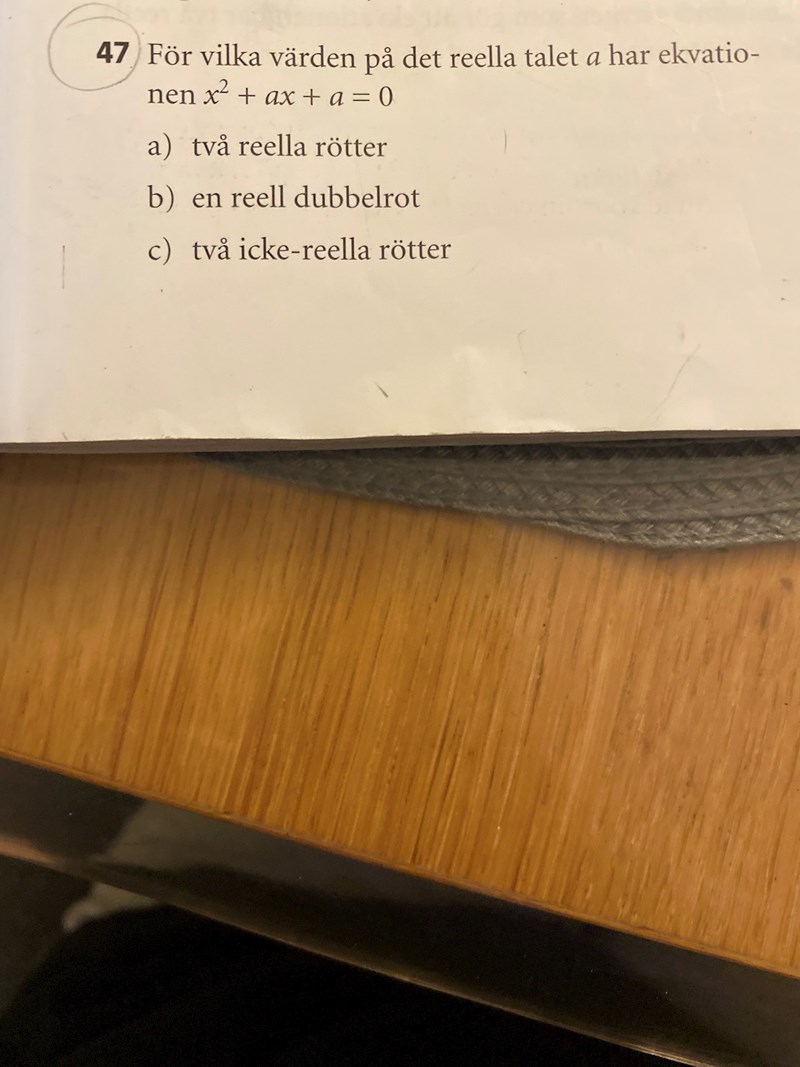 47 För vilka värden på det reella talet a har ekvatio-
nen x² + ax + a = 0
a) två reella rötter
b) en reell dubbelrot
c) två icke-reella rötter